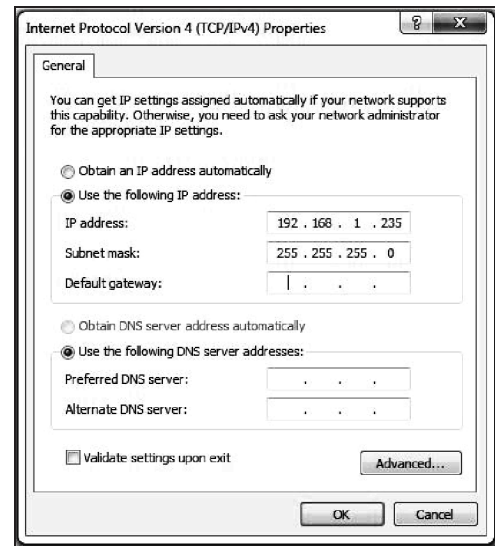 Internet Protocol Version 4 (TCP/IPv4) Properties
General
You can get IP settings assigned automatically if your network supports
this capability. Otherwise, you need to ask your network administrator
for the appropriate IP settings.
Obtain an IP address automatically
Use the following IP address:
IP address: 192 . 168 . 1 . 235
Subnet mask: 255 . 255 . 255 . 0
Default gateway: . . .
Obtain DNS server address automatically
Use the following DNS server addresses:
Preferred DNS server: . . .
Alternate DNS server: . . .
Validate settings upon exit
Advanced...
OK Cancel